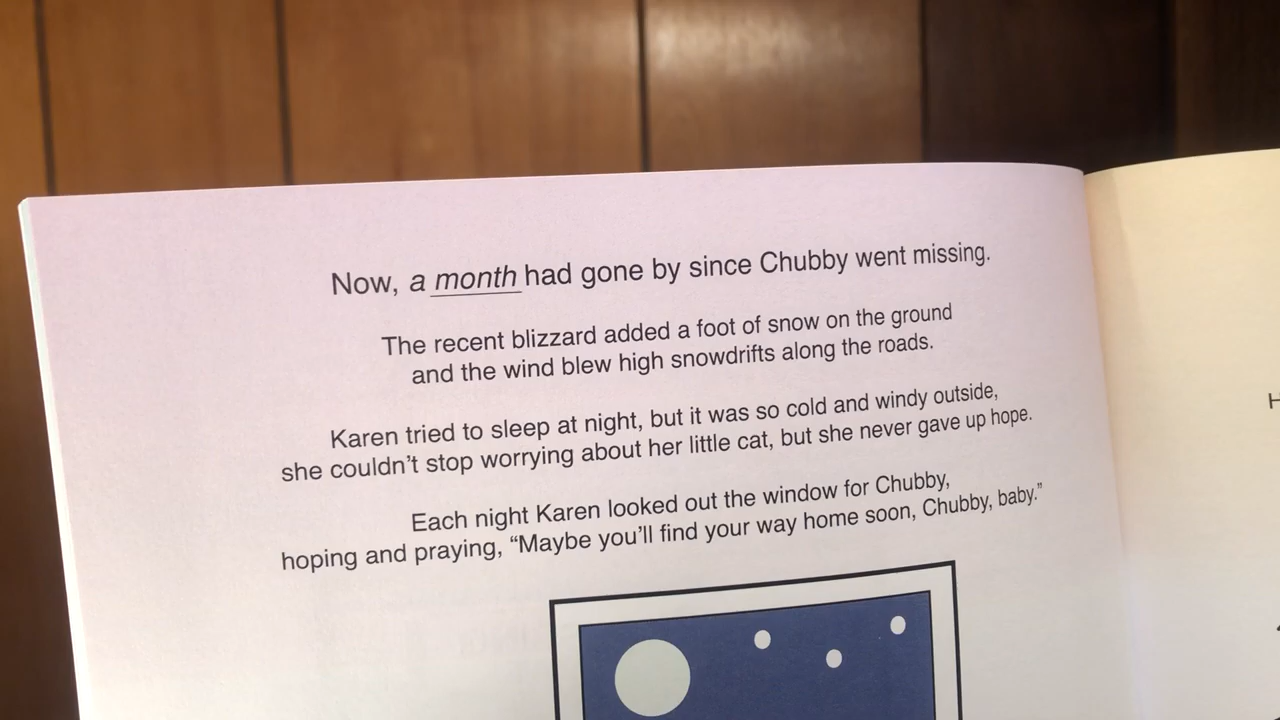 Now, a month had gone by since Chubby went missing.
The recent blizzard added a foot of snow on the ground
and the wind blew high snowdrifts along the roads.
Karen tried to sleep at night, but it was so cold and windy outside,
she couldn't stop worrying about her little cat, but she never gave up hope.
Each night Karen looked out the window for Chubby,
hoping and praying, “Maybe you'll find your way home soon, Chubby, baby.”